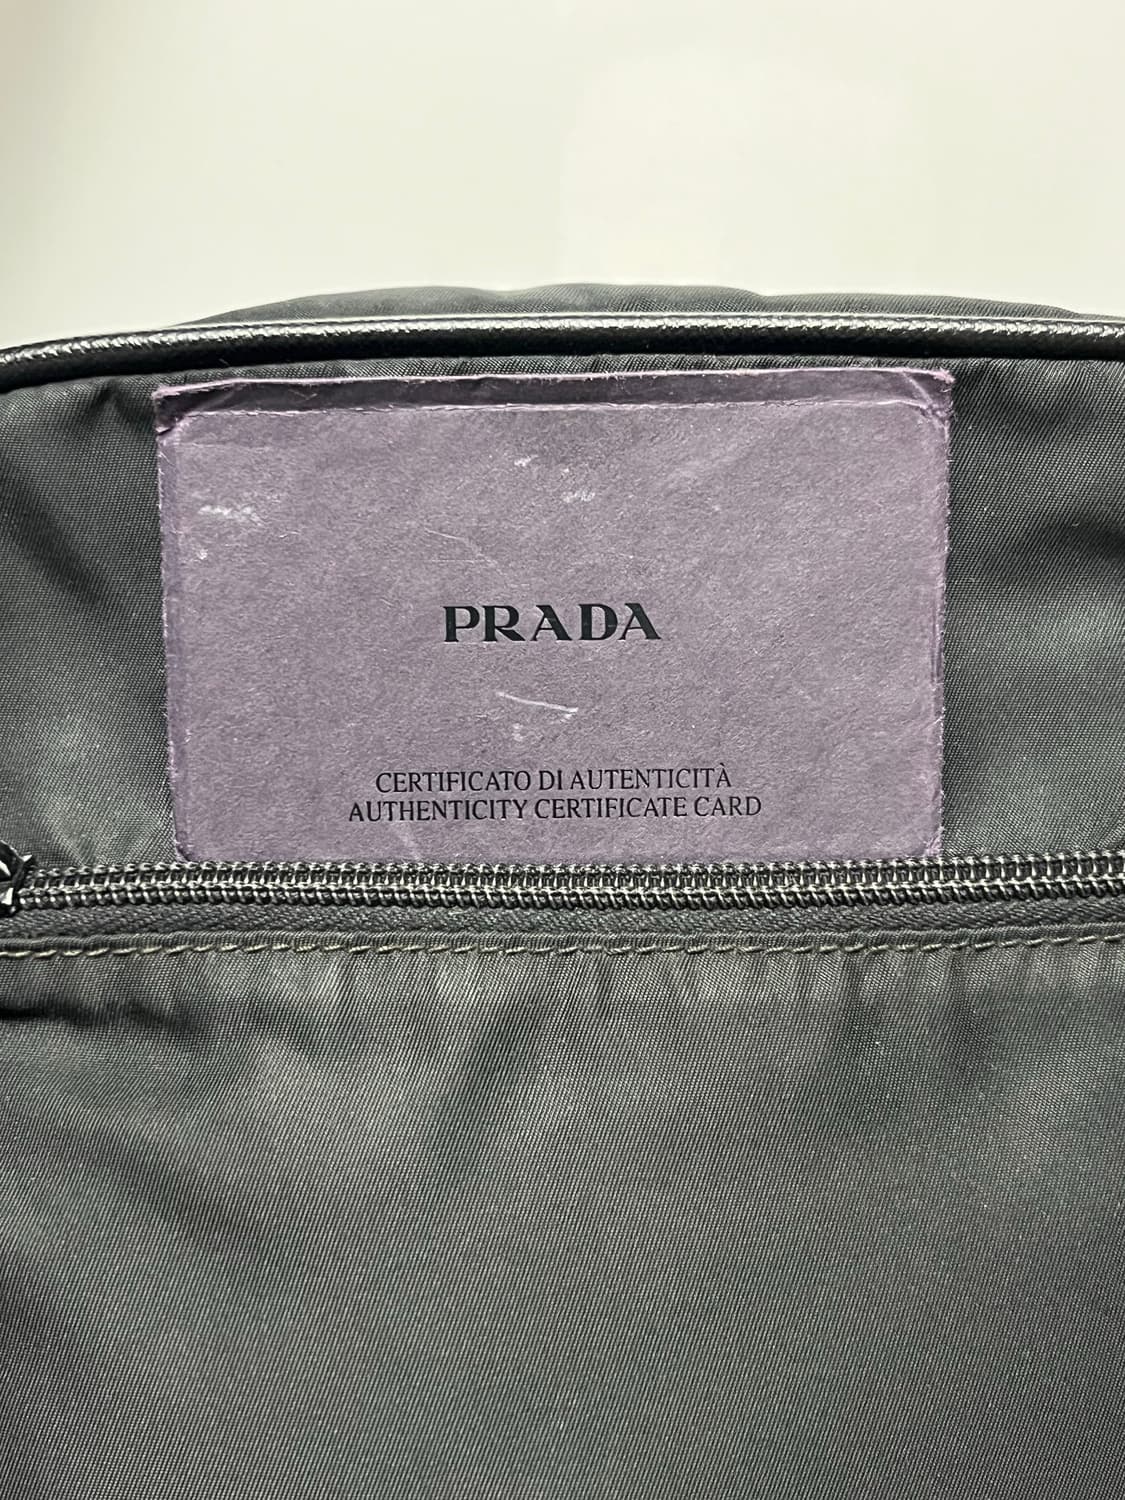 PRADA
CERTIFICATO DI AUTENTICITÀ
AUTHENTICITY CERTIFICATE CARD